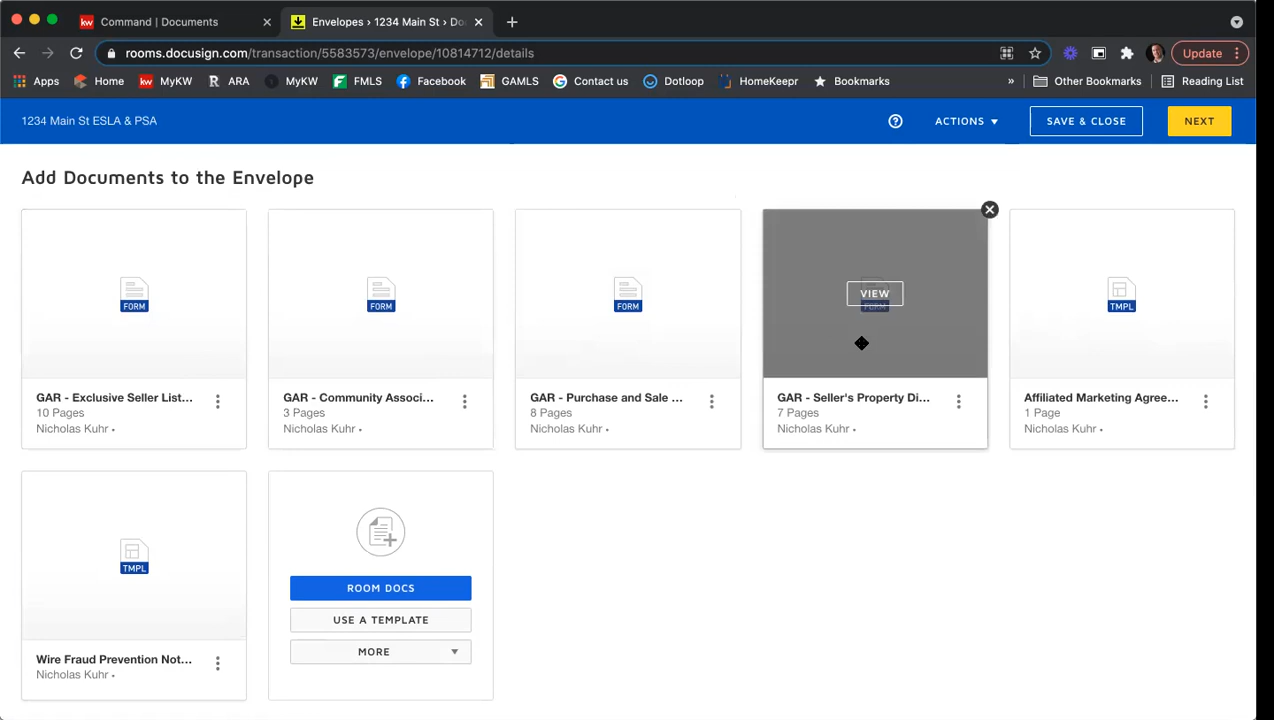 Command | Documents
Envelopes › 1234 Main St › Do
rooms.docusign.com/transaction/5583573/envelope/10814712/details
Update
Apps
Home
kw MyKW
R ARA
MyKW
FMLS
Facebook
GAMLS
Contact us
Dotloop
HomeKeepr
Bookmarks
»
Other Bookmarks
Reading List
1234 Main St ESLA & PSA
?
ACTIONS
SAVE & CLOSE
NEXT
Add Documents to the Envelope
FORM
GAR - Exclusive Seller List...
10 Pages
Nicholas Kuhr •
FORM
GAR - Community Associ...
3 Pages
Nicholas Kuhr •
FORM
GAR - Purchase and Sale ...
8 Pages
Nicholas Kuhr •
VIEW
FORM
GAR - Seller's Property Di...
7 Pages
Nicholas Kuhr •
TMPL
Affiliated Marketing Agree...
1 Page
Nicholas Kuhr •
TMPL
Wire Fraud Prevention Not...
Nicholas Kuhr •
ROOM DOCS
USE A TEMPLATE
MORE